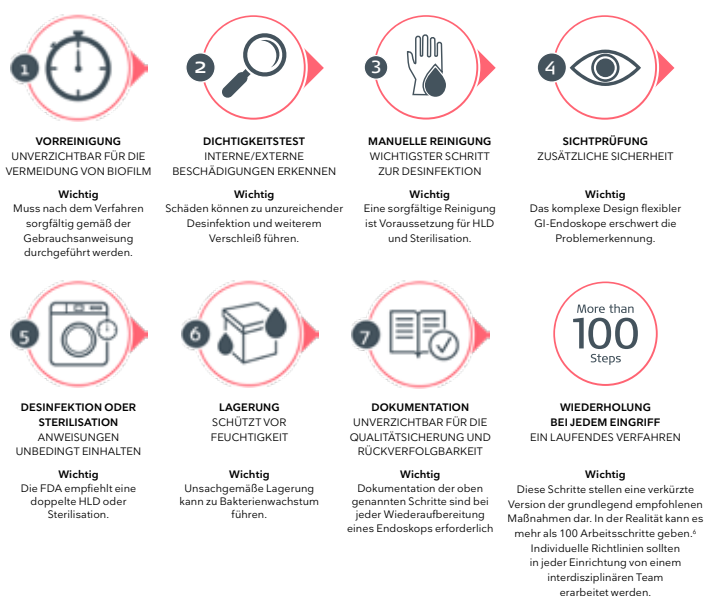 1
VORREINIGUNG
UNVERZICHTBAR FÜR DIE
VERMEIDUNG VON BIOFILM
Wichtig
Muss nach dem Verfahren
sorgfältig gemäß der
Gebrauchsanweisung
durchgeführt werden.
2
DICHTIGKEITSTEST
INTERNE/EXTERNE
BESCHÄDIGUNGEN ERKENNEN
Wichtig
Schäden können zu unzureichender
Desinfektion und weiterem
Verschleiß führen.
3
MANUELLE REINIGUNG
WICHTIGSTER SCHRITT
ZUR DESINFEKTION
Wichtig
Eine sorgfältige Reinigung
ist Voraussetzung für HLD
und Sterilisation.
4
SICHTPRÜFUNG
ZUSÄTZLICHE SICHERHEIT
Wichtig
Das komplexe Design flexibler
GI-Endoskope erschwert die
Problemerkennung.
5
DESINFEKTION ODER
STERILISATION
ANWEISUNGEN
UNBEDINGT EINHALTEN
Wichtig
Die FDA empfiehlt eine
doppelte HLD oder
Sterilisation.
6
LAGERUNG
SCHÜTZT VOR
FEUCHTIGKEIT
Wichtig
Unsachgemäße Lagerung
kann zu Bakterienwachstum
führen.
7
DOKUMENTATION
UNVERZICHTBAR FÜR DIE
QUALITÄTSICHERUNG UND
RÜCKVERFOLGBARKEIT
Wichtig
Dokumentation der oben
genannten Schritte sind bei
jeder Wiederaufbereitung
eines Endoskops erforderlich
More than
100
Steps
WIEDERHOLUNG
BEI JEDEM EINGRIFF
EIN LAUFENDES VERFAHREN
Wichtig
Diese Schritte stellen eine verkürzte
Version der grundlegend empfohlenen
Maßnahmen dar. In der Realität kann es
mehr als 100 Arbeitsschritte geben.⁶
Individuelle Richtlinien sollten
in jeder Einrichtung von einem
interdisziplinären Team
erarbeitet werden.